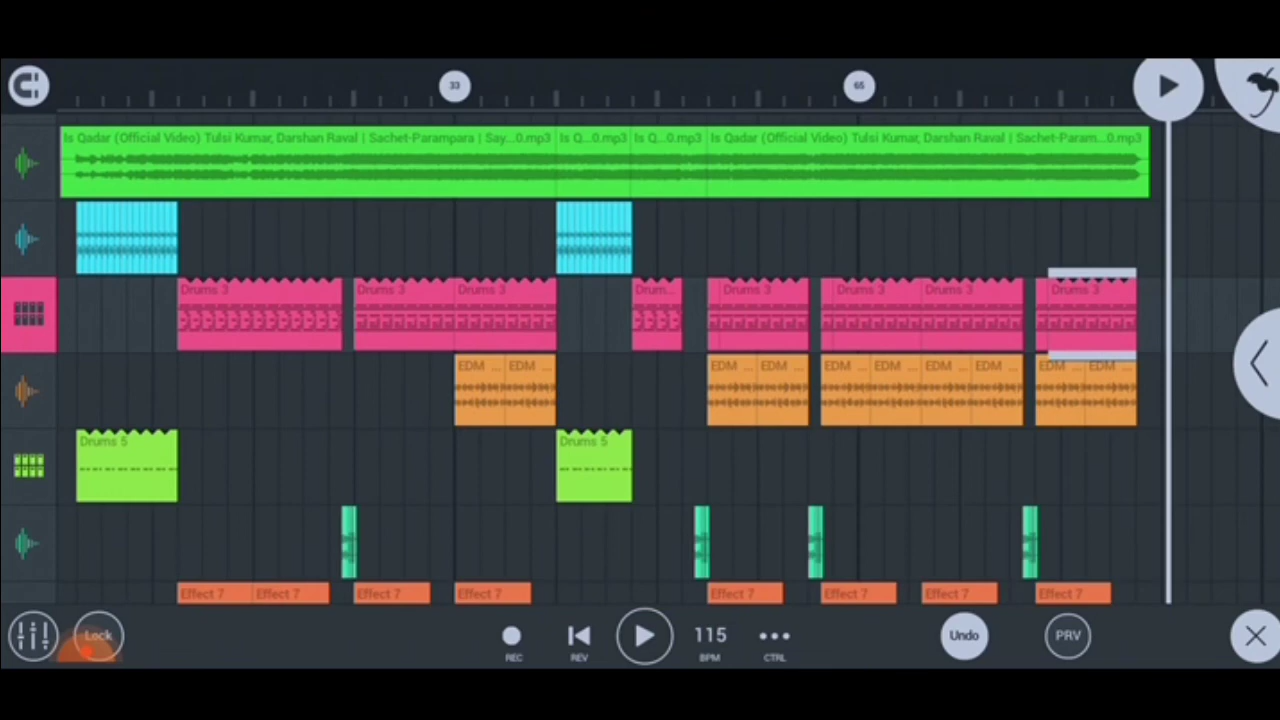 33
65
Is Qadar (Official Video) Tulsi Kumar, Darshan Raval | Sachet-Parampara | Say...0.mp3
Is Q...0.mp3
Is Q...0.mp3
Is Qadar (Official Video) Tulsi Kumar, Darshan Raval | Sachet-Param...0.mp3
Drums 3
Drums 3
Drums 3
Drum...
Drums 3
Drums 3
Drums 3
Drums 3
EDM ...
EDM ...
EDM ...
EDM ...
EDM ...
EDM ...
EDM ...
EDM ...
EDM ...
EDM ...
Drums 5
Drums 5
Effect 7
Effect 7
Effect 7
Effect 7
Effect 7
Effect 7
Effect 7
Effect 7
Lock
REC
REV
115
BPM
CTRL
Undo
PRV